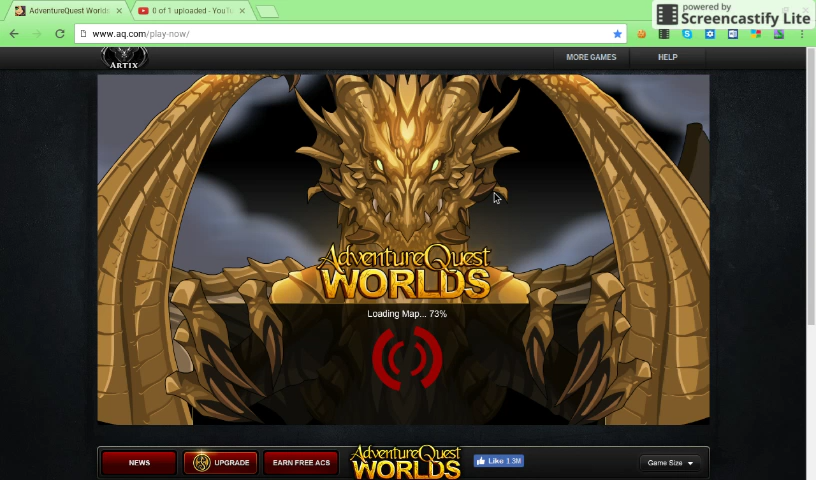 AdventureQuest Worlds
0 of 1 uploaded - YouTu
powered by
Screencastify Lite
www.aq.com/play-now/
ARTIX
MORE GAMES
HELP
AdventureQuest
WORLDS
Loading Map... 73%
NEWS
UPGRADE
EARN FREE ACS
AdventureQuest
WORLDS
Like 1.3M
Game Size